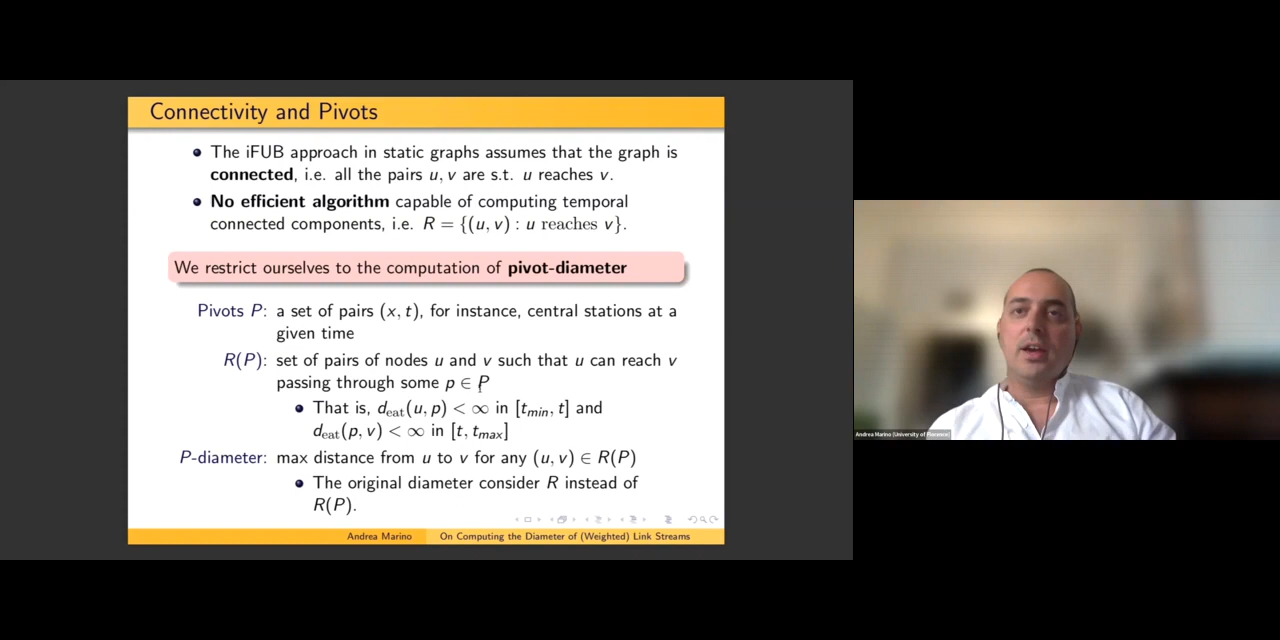 Connectivity and Pivots
The iFUB approach in static graphs assumes that the graph is
connected, i.e. all the pairs u, v are s.t. u reaches v.
No efficient algorithm capable of computing temporal
connected components, i.e. R = {(u, v) : u reaches v}.
We restrict ourselves to the computation of pivot-diameter
Pivots P: a set of pairs (x, t), for instance, central stations at a
given time
R(P): set of pairs of nodes u and v such that u can reach v
passing through some p ∈ P
That is, d_eat(u, p) < ∞ in [t_min, t] and
d_eat(p, v) < ∞ in [t, t_max]
P-diameter: max distance from u to v for any (u, v) ∈ R(P)
The original diameter consider R instead of
R(P).
Andrea Marino On Computing the Diameter of (Weighted) Link Streams
Andrea Marino (University of Florence)